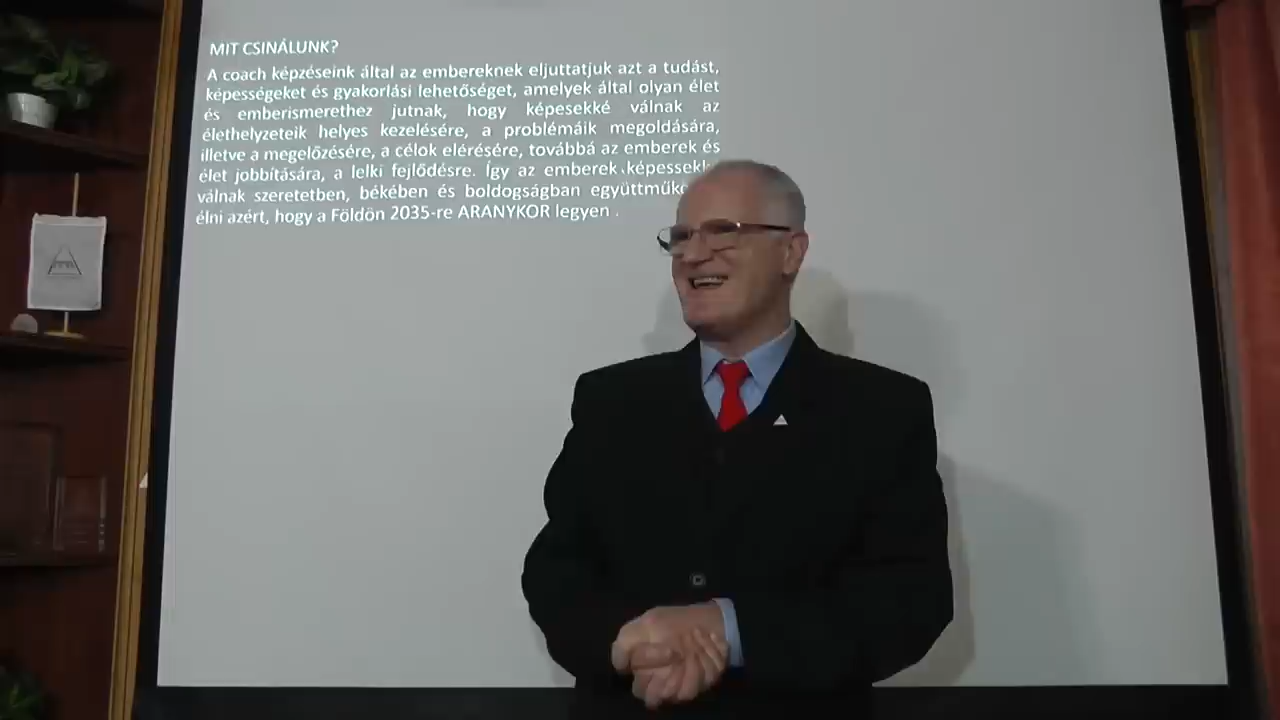 MIT CSINÁLUNK?
A coach képzéseink által az embereknek eljuttatjuk azt a tudást,
képességeket és gyakorlási lehetőséget, amelyek által olyan élet
és emberismerethez jutnak, hogy képesekké válnak az
élethelyzeteik helyes kezelésére, a problémáik megoldására,
illetve a megelőzésére, a célok elérésére, továbbá az emberek és
élet jobbítására, a lelki fejlődésre. Így az emberek
válnak szeretetben, békében és boldogságban
élni azért, hogy a Földön 2035-re ARANYKOR legyen .